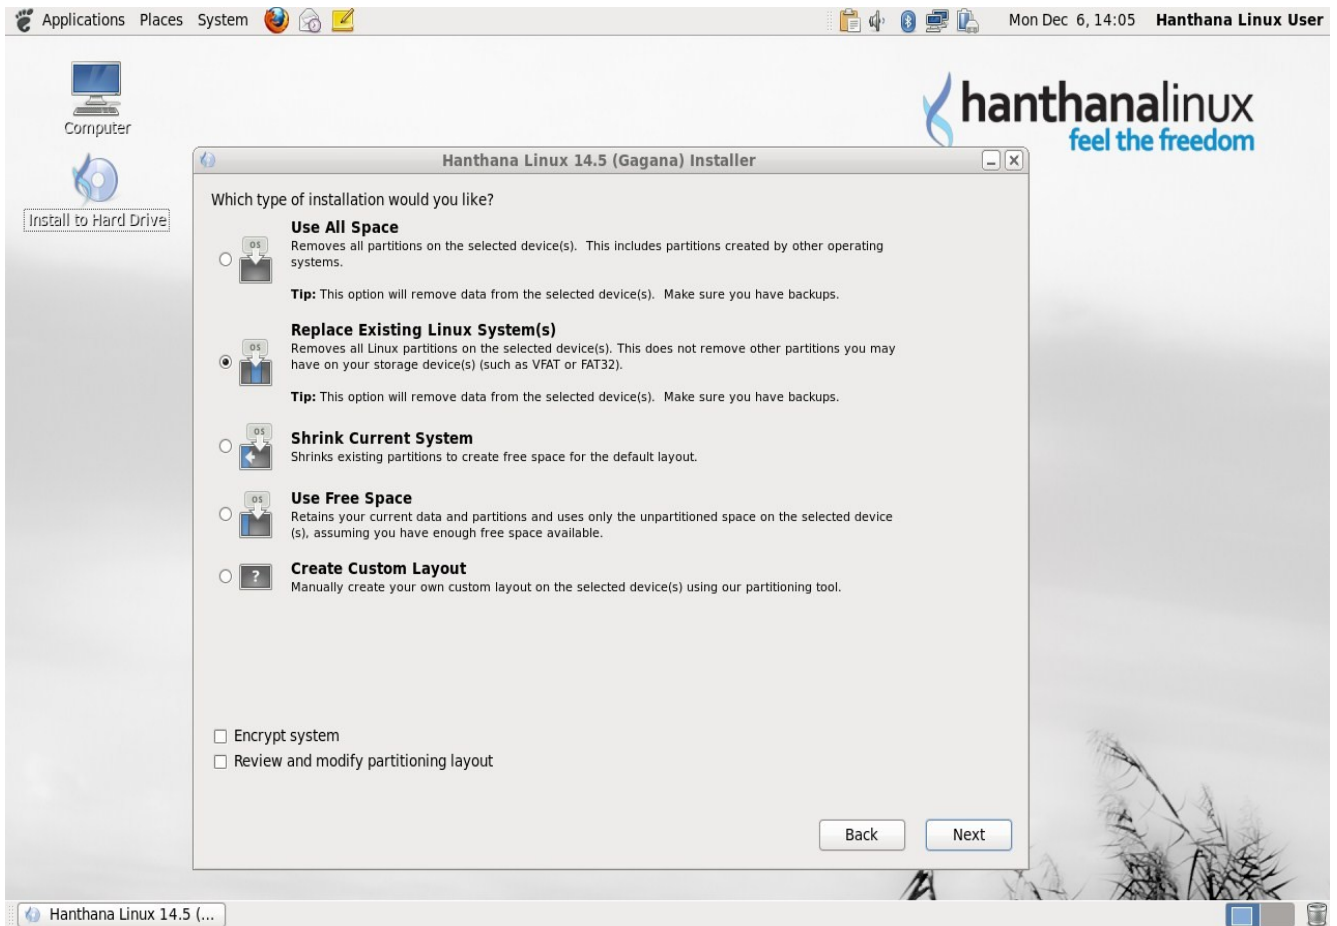 Applications Places System Mon Dec 6, 14:05 Hanthana Linux User
Computer
Install to Hard Drive
hanthanalinux
feel the freedom
Hanthana Linux 14.5 (Gagana) Installer
Which type of installation would you like?
OS
Use All Space
Removes all partitions on the selected device(s). This includes partitions created by other operating
systems.
Tip: This option will remove data from the selected device(s). Make sure you have backups.
OS
Replace Existing Linux System(s)
Removes all Linux partitions on the selected device(s). This does not remove other partitions you may
have on your storage device(s) (such as VFAT or FAT32).
Tip: This option will remove data from the selected device(s). Make sure you have backups.
OS
Shrink Current System
Shrinks existing partitions to create free space for the default layout.
OS
Use Free Space
Retains your current data and partitions and uses only the unpartitioned space on the selected device
(s), assuming you have enough free space available.
?
Create Custom Layout
Manually create your own custom layout on the selected device(s) using our partitioning tool.
Encrypt system
Review and modify partitioning layout
Back Next
Hanthana Linux 14.5 (...